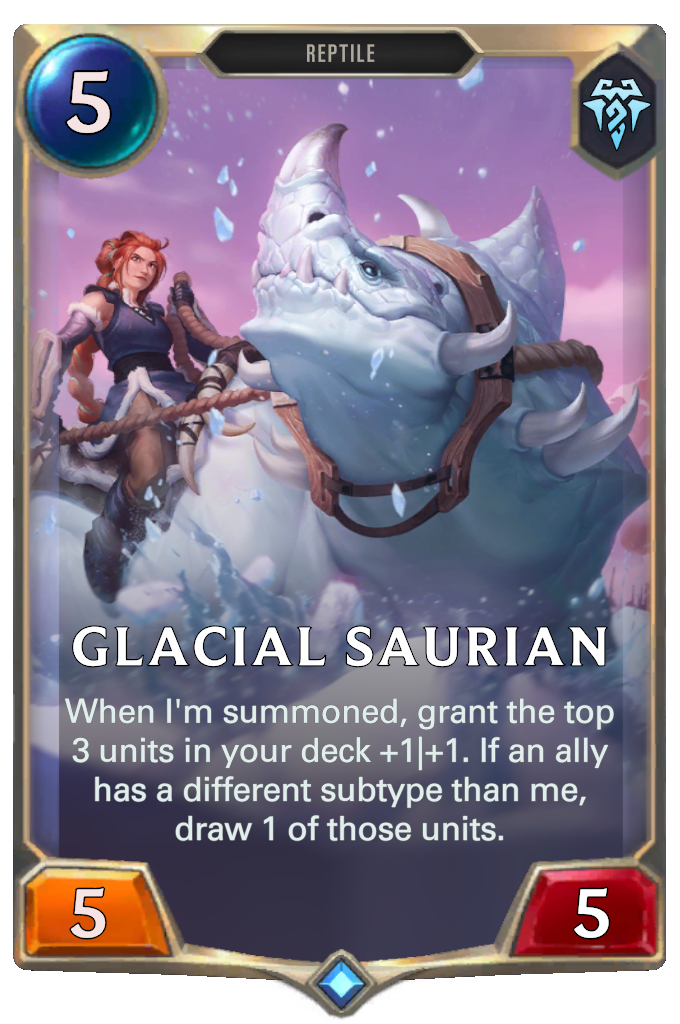 REPTILE
5
GLACIAL SAURIAN
When I'm summoned, grant the top
3 units in your deck +1|+1. If an ally
has a different subtype than me,
draw 1 of those units.
5
5